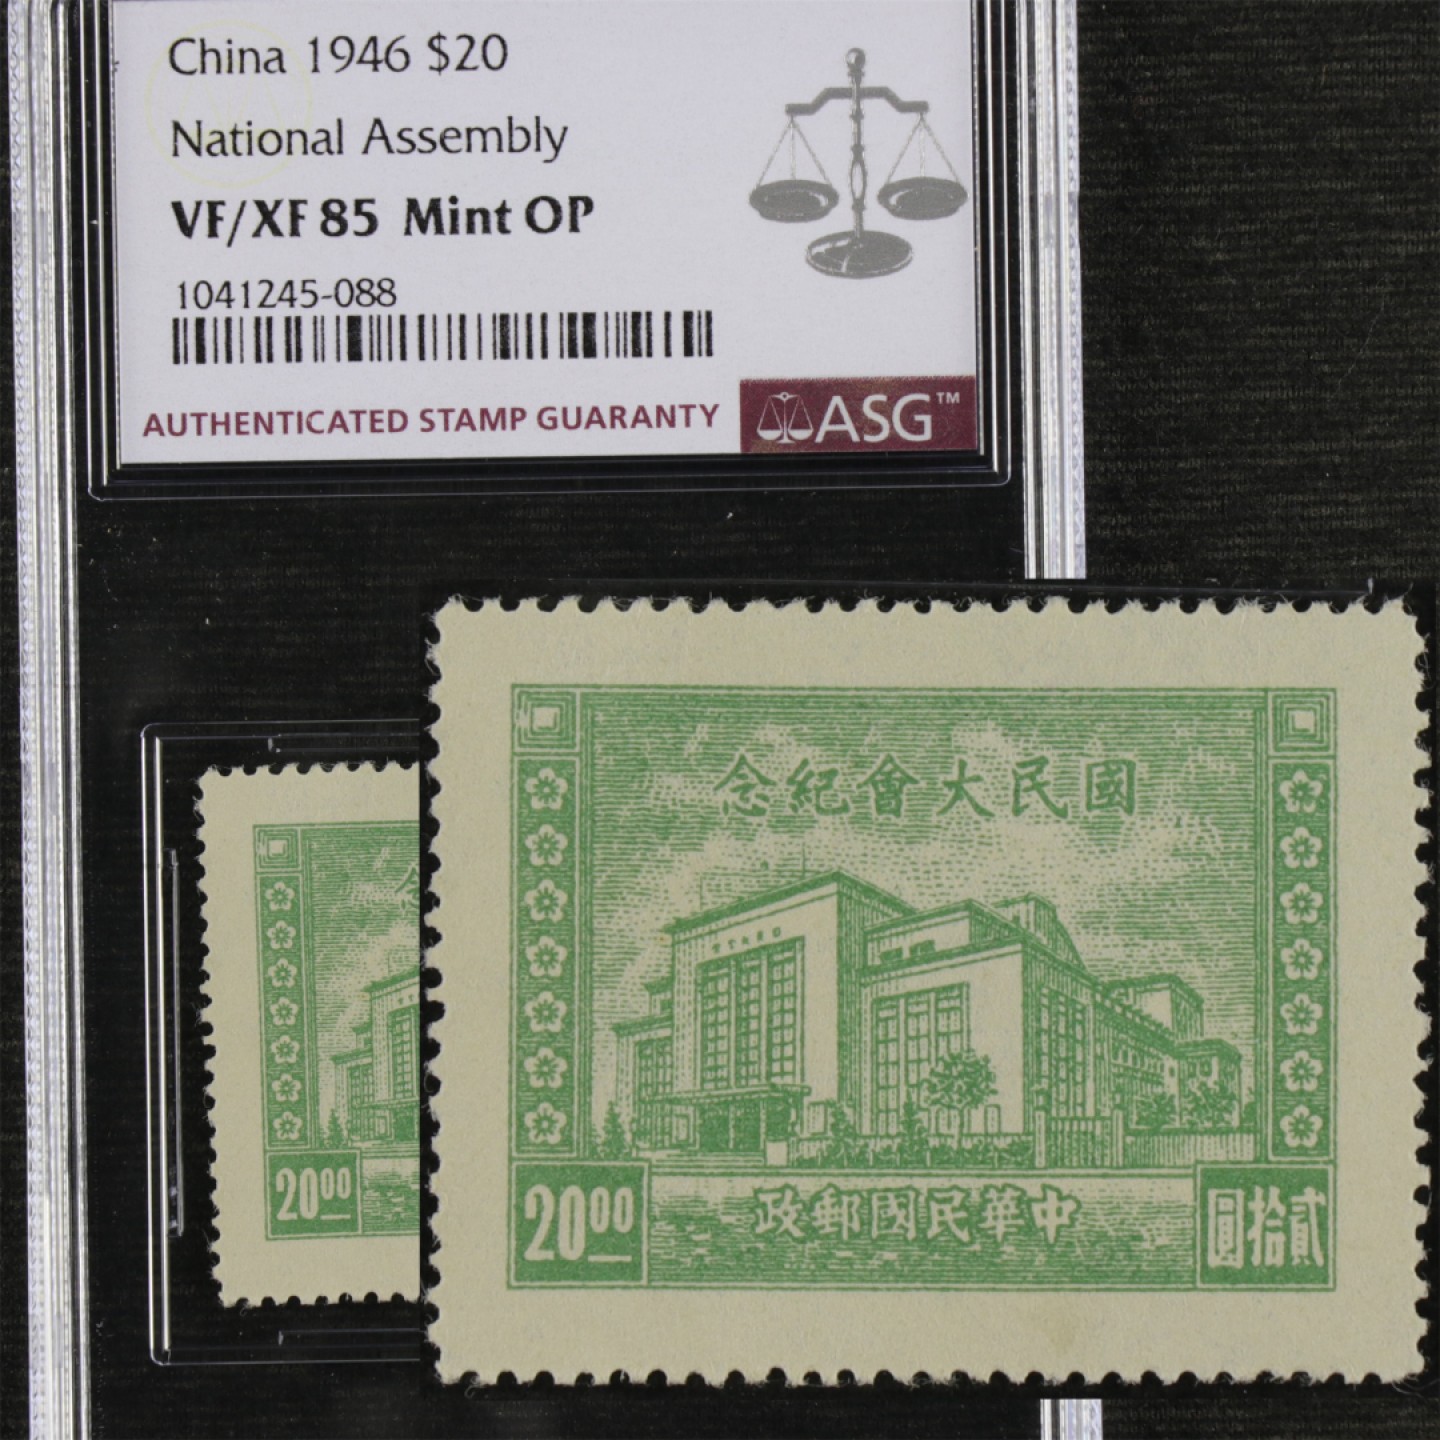 China 1946 $20
National Assembly
VF/XF 85 Mint OP
1041245-088
AUTHENTICATED STAMP GUARANTY
ASG™
念紀會大民國
20.00
政郵國民華中
圓拾貳
20.00